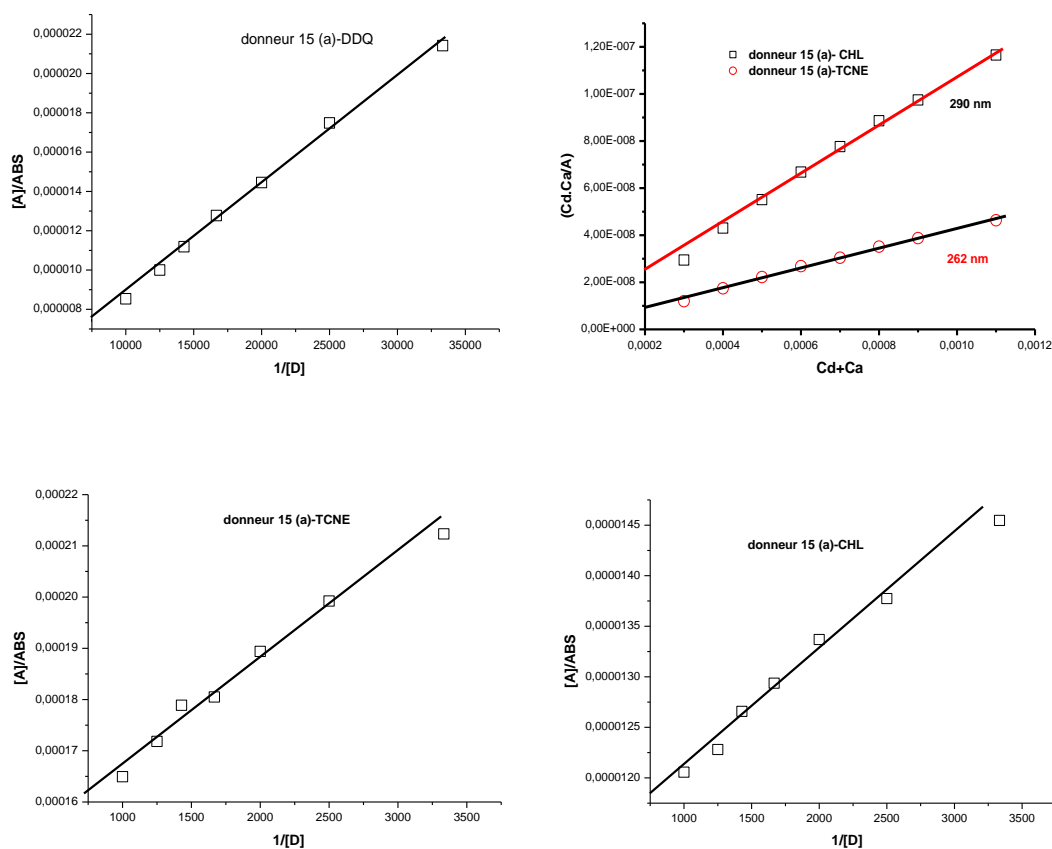 donneur 15 (a)-DDQ
0,000022
0,000020
0,000018
0,000016
0,000014
0,000012
0,000010
0,000008
[A]/ABS
10000 15000 20000 25000 30000 35000
1/[D]
donneur 15 (a)- CHL
donneur 15 (a)-TCNE
1,20E-007
1,00E-007
8,00E-008
6,00E-008
4,00E-008
2,00E-008
0,00E+000
(Cd.Ca/A)
290 nm
262 nm
0,0002 0,0004 0,0006 0,0008 0,0010 0,0012
Cd+Ca
donneur 15 (a)-TCNE
0,00022
0,00021
0,00020
0,00019
0,00018
0,00017
0,00016
[A]/ABS
1000 1500 2000 2500 3000 3500
1/[D]
donneur 15 (a)-CHL
0,0000145
0,0000140
0,0000135
0,0000130
0,0000125
0,0000120
[A]/ABS
1000 1500 2000 2500 3000 3500
1/[D]